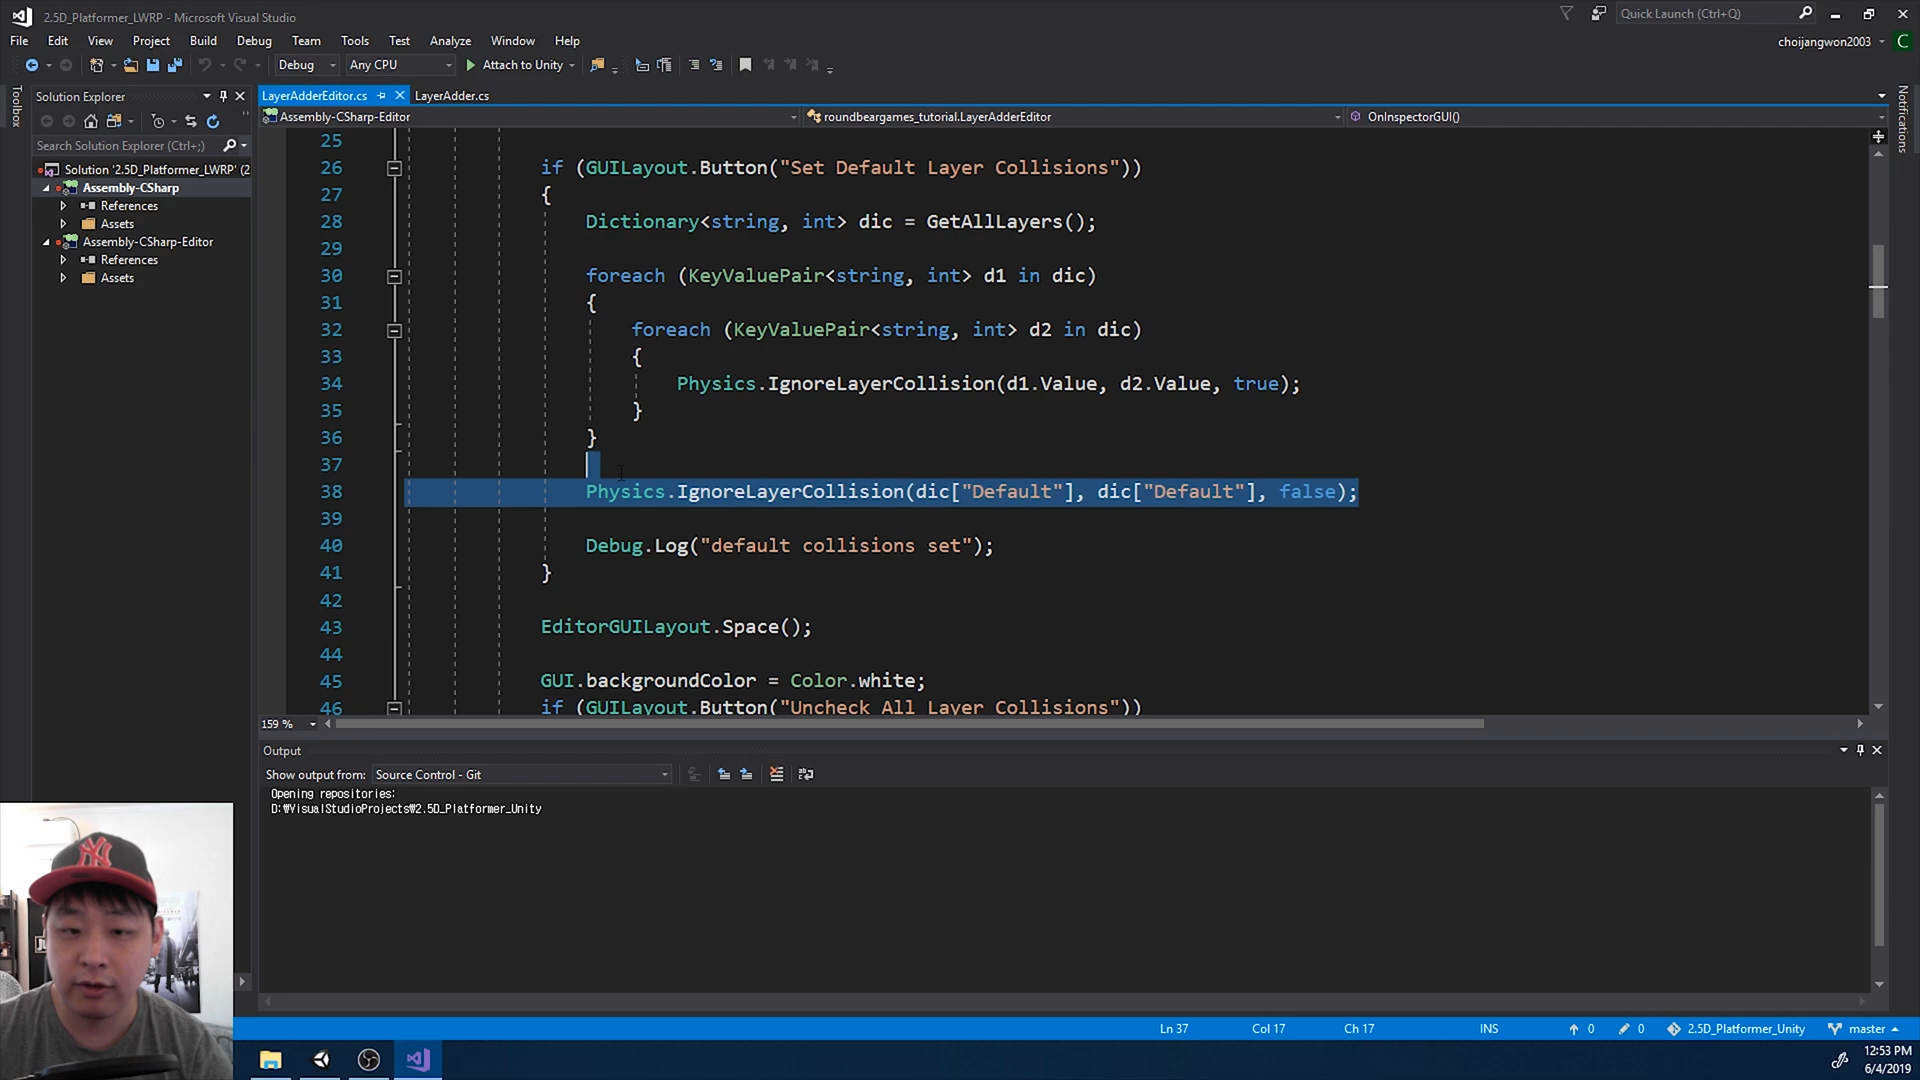 2.5D_Platformer_LWRP - Microsoft Visual Studio
Quick Launch (Ctrl+Q)
File Edit View Project Build Debug Team Tools Test Analyze Window Help
choijangwon2003 C
Debug Any CPU Attach to Unity
Toolbox
Solution Explorer
LayerAdderEditor.cs LayerAdder.cs
Notifications
Assembly-CSharp-Editor roundbeargames_tutorial.LayerAdderEditor OnInspectorGUI()
Search Solution Explorer (Ctrl+;)
Solution '2.5D_Platformer_LWRP' (2
Assembly-CSharp
References
Assets
Assembly-CSharp-Editor
References
Assets
25
26 if (GUILayout.Button("Set Default Layer Collisions"))
27 {
28 Dictionary<string, int> dic = GetAllLayers();
29
30 foreach (KeyValuePair<string, int> d1 in dic)
31 {
32 foreach (KeyValuePair<string, int> d2 in dic)
33 {
34 Physics.IgnoreLayerCollision(d1.Value, d2.Value, true);
35 }
36 }
37
38 Physics.IgnoreLayerCollision(dic["Default"], dic["Default"], false);
39
40 Debug.Log("default collisions set");
41 }
42
43 EditorGUILayout.Space();
44
45 GUI.backgroundColor = Color.white;
46 if (GUILayout.Button("Uncheck All Layer Collisions"))
159 %
Output
Show output from: Source Control - Git
Opening repositories:
D:₩VisualStudioProjects₩2.5D_Platformer_Unity
Ln 37 Col 17 Ch 17 INS 0 0 2.5D_Platformer_Unity master
12:53 PM
6/4/2019